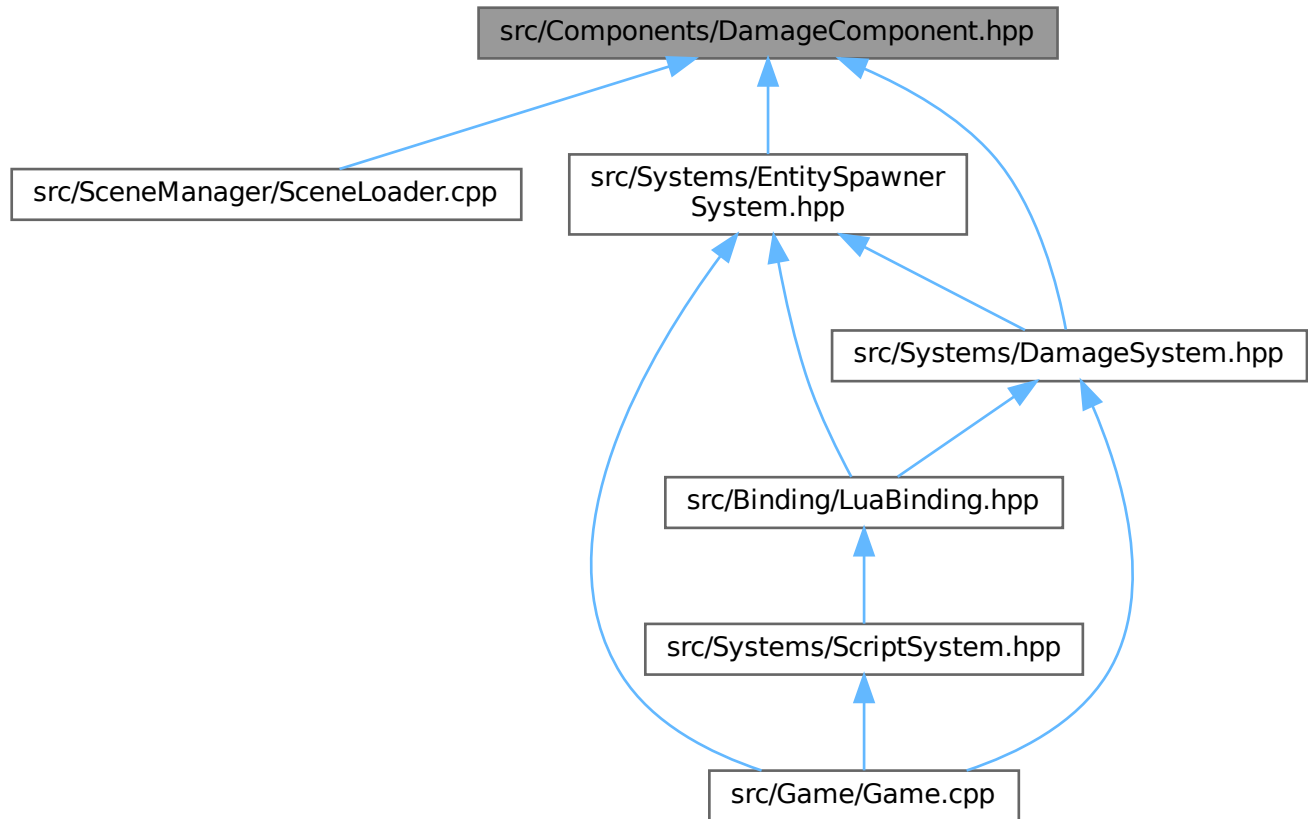 src/Components/DamageComponent.hpp
src/SceneManager/SceneLoader.cpp
src/Systems/EntitySpawner
System.hpp
src/Systems/DamageSystem.hpp
src/Binding/LuaBinding.hpp
src/Systems/ScriptSystem.hpp
src/Game/Game.cpp